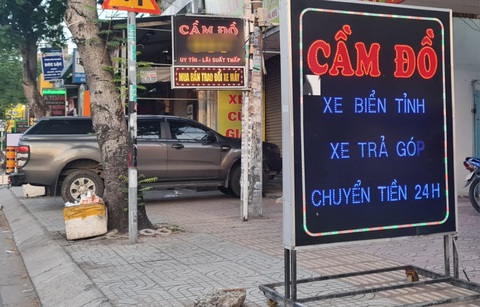 CẦM ĐỒ
UY TÍN - LÃI SUẤT THẤP
MUA BÁN TRAO ĐỔI XE MÁY
XE
CẦM ĐỒ
XE BIỂN TỈNH
XE TRẢ GÓP
CHUYỂN TIỀN 24H